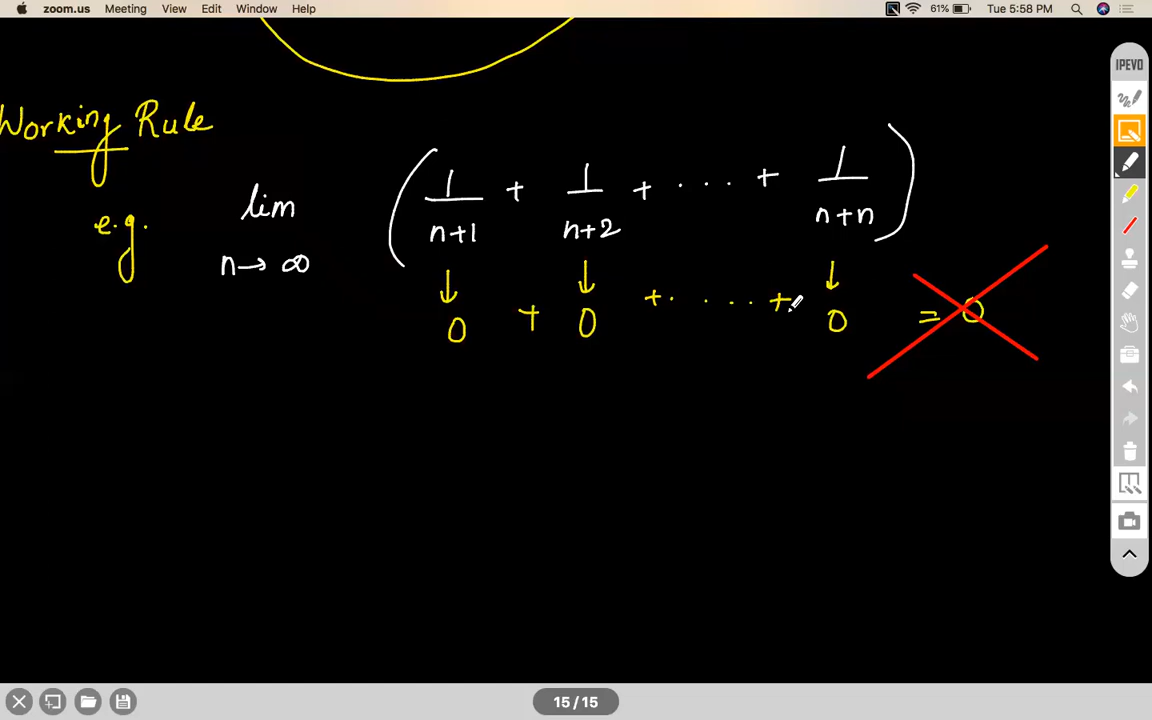 zoom.us Meeting View Edit Window Help 61% Tue 5:58 PM
IPEVO
Working Rule
e.g. lim n→∞ ( 1/(n+1) + 1/(n+2) + . . . . + 1/(n+n) )
↓ ↓ ↓
0 + 0 + . . . . + 0 = 0
15/15